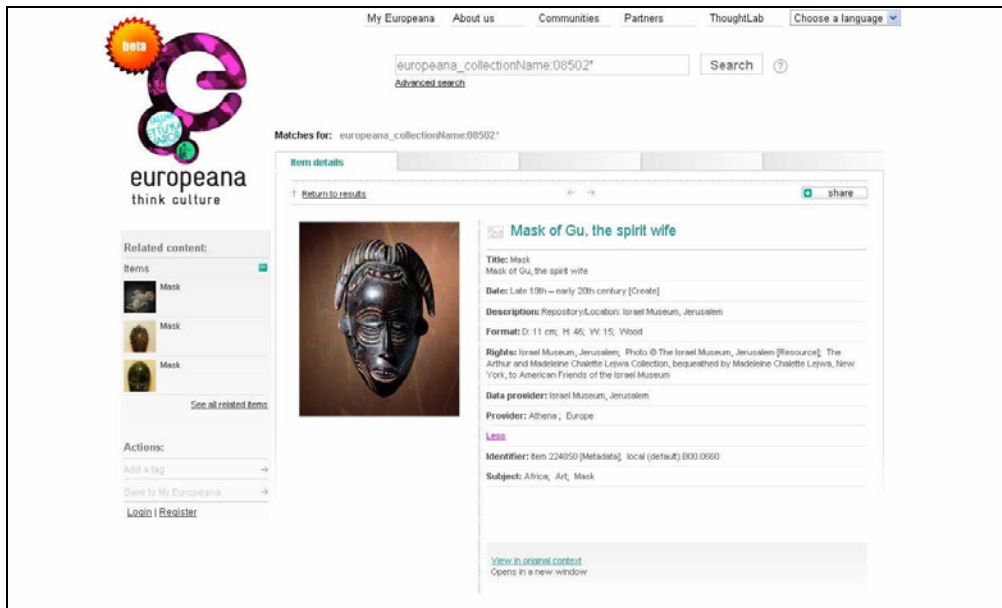 My Europeana About us Communities Partners ThoughtLab Choose a language
beta
europeana_collectionName:08502* Search ?
Advanced search
Matches for: europeana_collectionName:08502*
Item details
europeana
think culture
Return to results share
Mask of Gu, the spirit wife
Title: Mask
Mask of Gu, the spirit wife
Date: Late 19th – early 20th century [Create]
Description: Repository/Location: Israel Museum, Jerusalem
Format: D: 11 cm; H: 46; W: 15; Wood
Rights: Israel Museum, Jerusalem; Photo © The Israel Museum, Jerusalem [Resource]; The
Arthur and Madeleine Chalette Lejwa Collection, bequeathed by Madeleine Chalette Lejwa, New
York, to American Friends of the Israel Museum
Data provider: Israel Museum, Jerusalem
Provider: Athena; Europe
Less
Identifier: item 224850 [Metadata]; local (default) B00.0660
Subject: Africa; Art; Mask
View in original context
Opens in a new window
Related content:
Items
Mask
Mask
Mask
See all related items
Actions:
Add a tag
Save to My Europeana
Login | Register